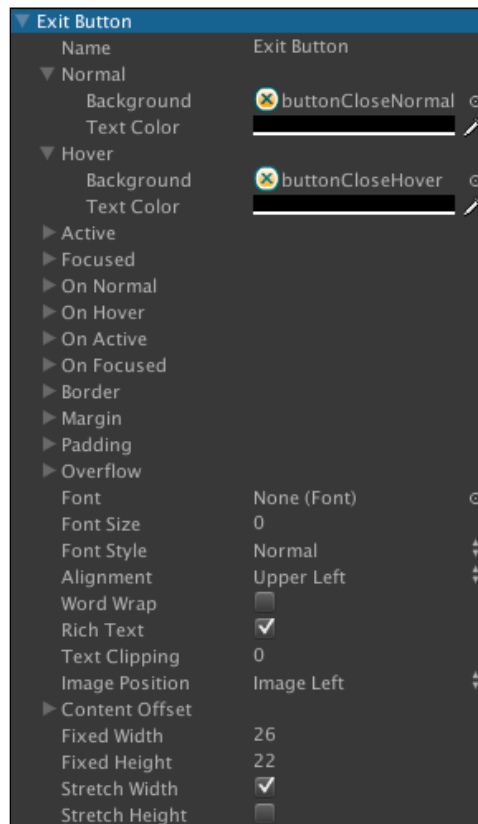 Exit Button
Name Exit Button
Normal
Background buttonCloseNormal
Text Color
Hover
Background buttonCloseHover
Text Color
Active
Focused
On Normal
On Hover
On Active
On Focused
Border
Margin
Padding
Overflow
Font None (Font)
Font Size 0
Font Style Normal
Alignment Upper Left
Word Wrap
Rich Text
Text Clipping 0
Image Position Image Left
Content Offset
Fixed Width 26
Fixed Height 22
Stretch Width
Stretch Height